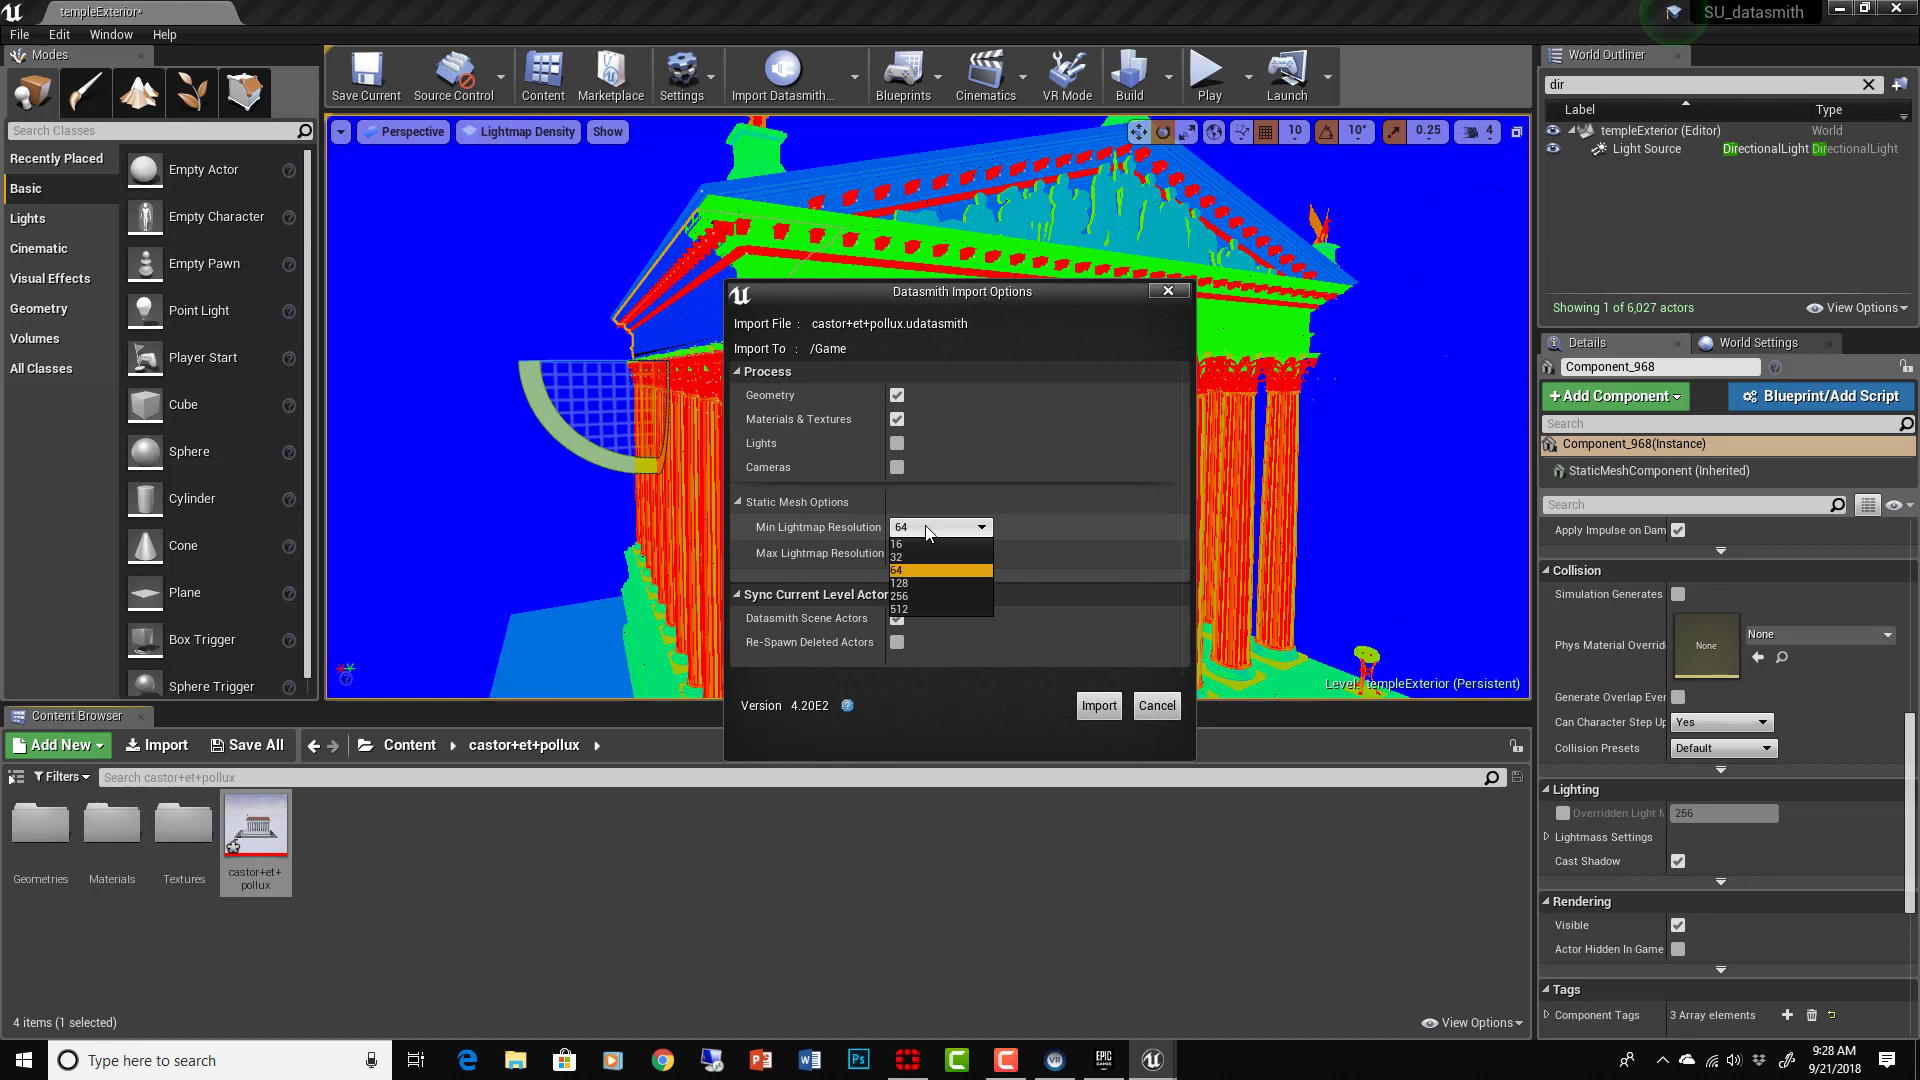 templeExterior•
SU_datasmith
File Edit Window Help
Modes
Search Classes
Recently Placed
Basic
Lights
Cinematic
Visual Effects
Geometry
Volumes
All Classes
Empty Actor
Empty Character
Empty Pawn
Point Light
Player Start
Cube
Sphere
Cylinder
Cone
Plane
Box Trigger
Sphere Trigger
Save Current
Source Control
Content
Marketplace
Settings
Import Datasmith...
Blueprints
Cinematics
VR Mode
Build
Play
Launch
Perspective
Lightmap Density
Show
10
10°
0.25
4
Level: templeExterior (Persistent)
Datasmith Import Options
Import File : castor+et+pollux.udatasmith
Import To : /Game
Process
Geometry
Materials & Textures
Lights
Cameras
Static Mesh Options
Min Lightmap Resolution 64
Max Lightmap Resolution
16
32
64
128
256
512
Sync Current Level Actor
Datasmith Scene Actors
Re-Spawn Deleted Actors
Version 4.20E2
Import
Cancel
World Outliner
dir
Label
Type
templeExterior (Editor) World
Light Source DirectionalLight DirectionalLight
Showing 1 of 6,027 actors
View Options
Details
World Settings
Component_968
+Add Component
Blueprint/Add Script
Search
Component_968(Instance)
StaticMeshComponent (Inherited)
Search
Apply Impulse on Dam
Collision
Simulation Generates
Phys Material Overrid
None
None
Generate Overlap Ever
Can Character Step Up Yes
Collision Presets Default
Lighting
Overridden Light M 256
Lightmass Settings
Cast Shadow
Rendering
Visible
Actor Hidden In Game
Tags
Component Tags 3 Array elements
Content Browser
Add New
Import
Save All
Content
castor+et+pollux
Filters
Search castor+et+pollux
Geometries
Materials
Textures
castor+et+
pollux
4 items (1 selected)
View Options
Type here to search
EPIC
GAMES
9:28 AM
9/21/2018